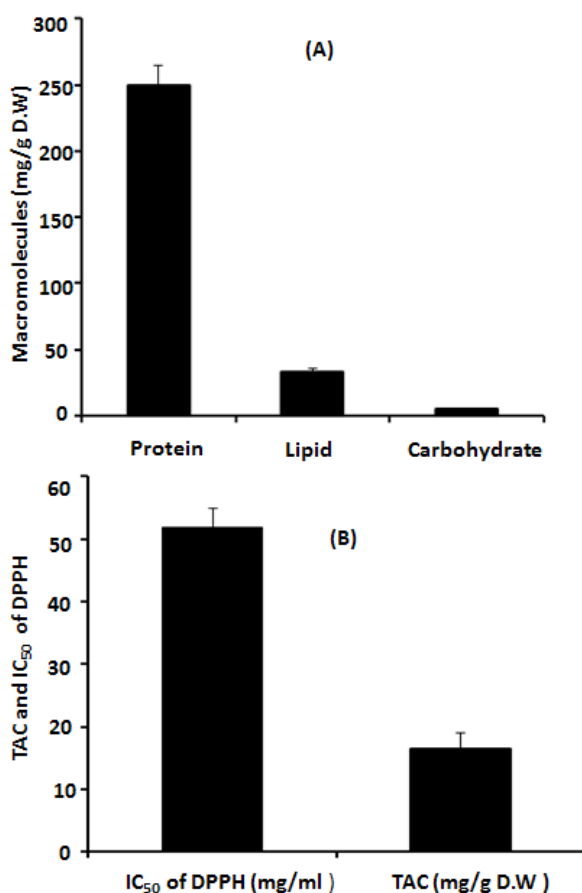 (A)
Macromolecules (mg/g D.W)
300
250
200
150
100
50
0
Protein Lipid Carbohydrate
(B)
TAC and IC₅₀ of DPPH
60
50
40
30
20
10
0
IC₅₀ of DPPH (mg/ml ) TAC (mg/g D.W )